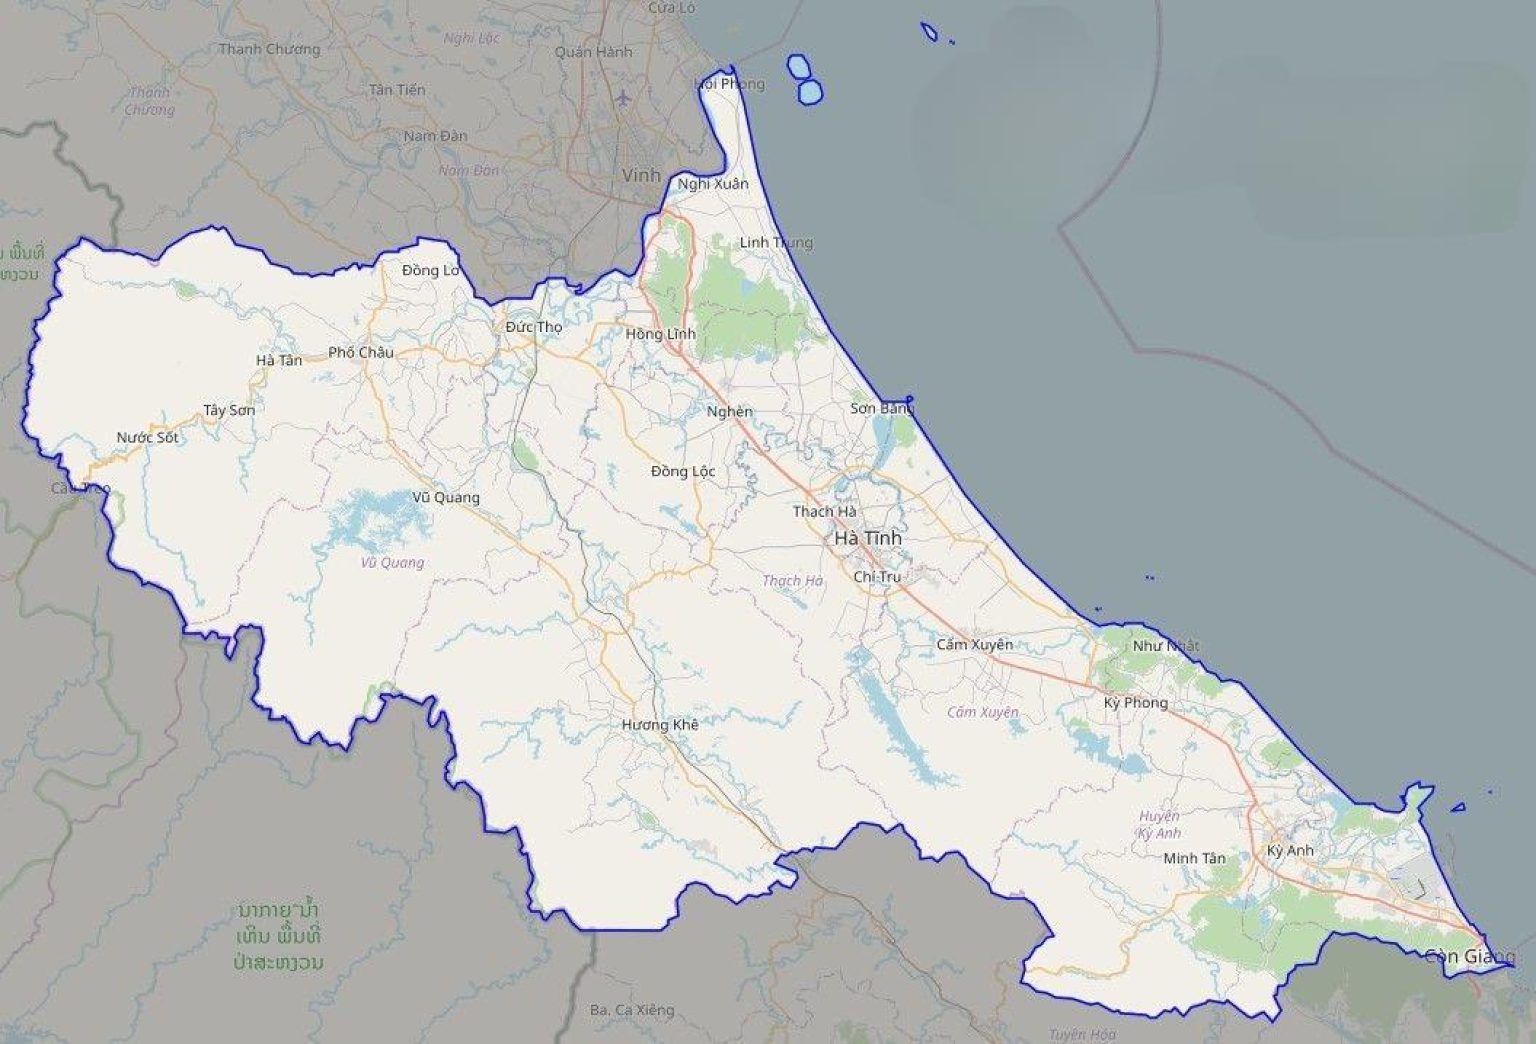 Cửa Lò
Nghi Lộc
Thanh Chương
Quán Hành
Hội Phong
Tân Tiến
Thanh
Chương
Nam Đàn
Nam Đàn
Vinh
Nghi Xuân
Linh Trung
ພື້ນທີ່
ຫງວນ
Đồng Lơ
Đức Thọ
Hồng Lĩnh
Phố Châu
Hà Tân
Tây Sơn
Nghèn
Sơn Bằng
Nước Sốt
Đồng Lộc
Cầu Treo
Vũ Quang
Thạch Hà
Hà Tĩnh
Vũ Quang
Thạch Hà
Chí Tru
Cẩm Xuyên
Như Nhật
Kỳ Phong
Cẩm Xuyên
Hương Khê
Huyện
Kỳ Anh
Kỳ Anh
Minh Tân
ນາກາຍ-ນ້ຳ
ເທີນ ພື້ນທີ່
ປ່າສະຫງວນ
Còn Giang
Ba. Ca Xiêng
Tuyên Hóa